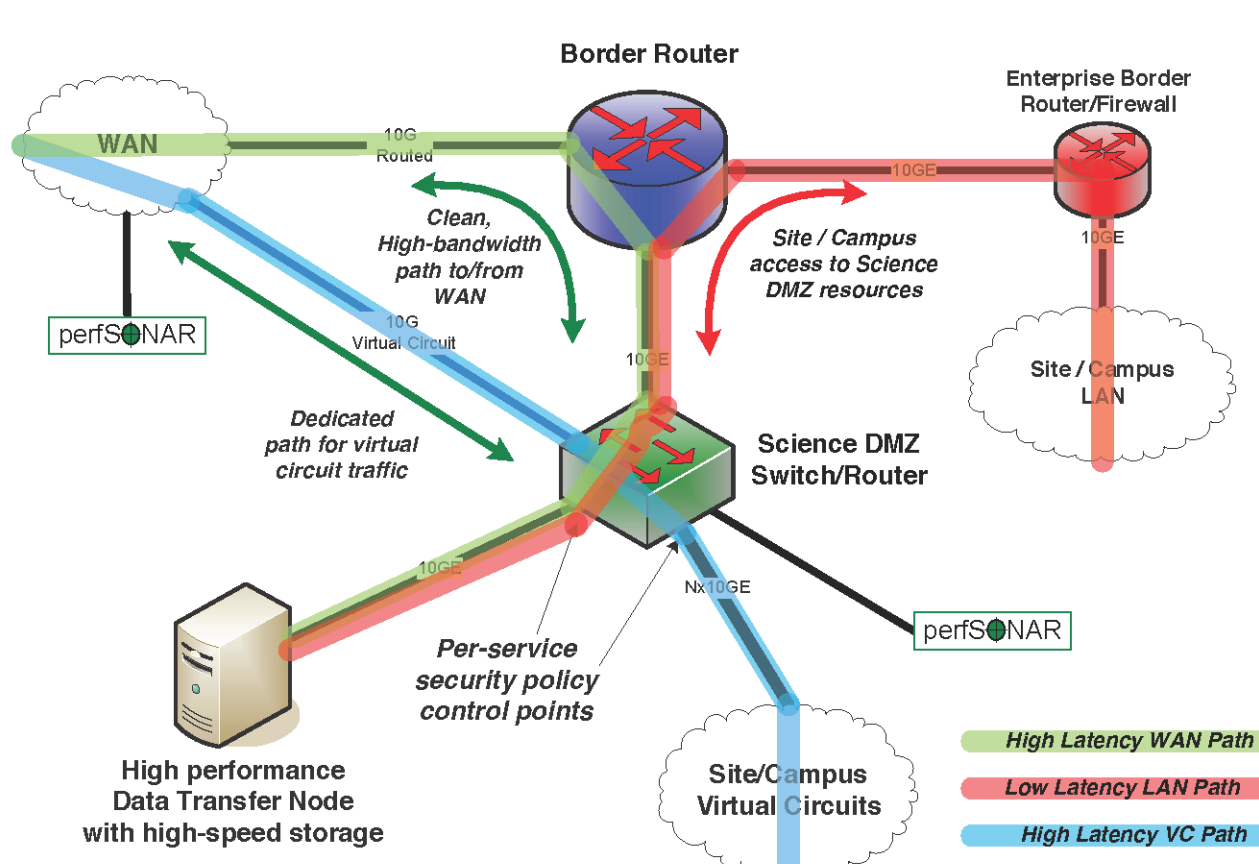 Border Router
Enterprise Border
Router/Firewall
WAN
10G
Routed
10GE
Clean,
High-bandwidth
path to/from
WAN
Site / Campus
access to Science
DMZ resources
10GE
perfSONAR
10G
Virtual Circuit
10GE
Site / Campus
LAN
Dedicated
path for virtual
circuit traffic
Science DMZ
Switch/Router
10GE
Nx10GE
perfSONAR
Per-service
security policy
control points
High performance
Data Transfer Node
with high-speed storage
Site/Campus
Virtual Circuits
High Latency WAN Path
Low Latency LAN Path
High Latency VC Path